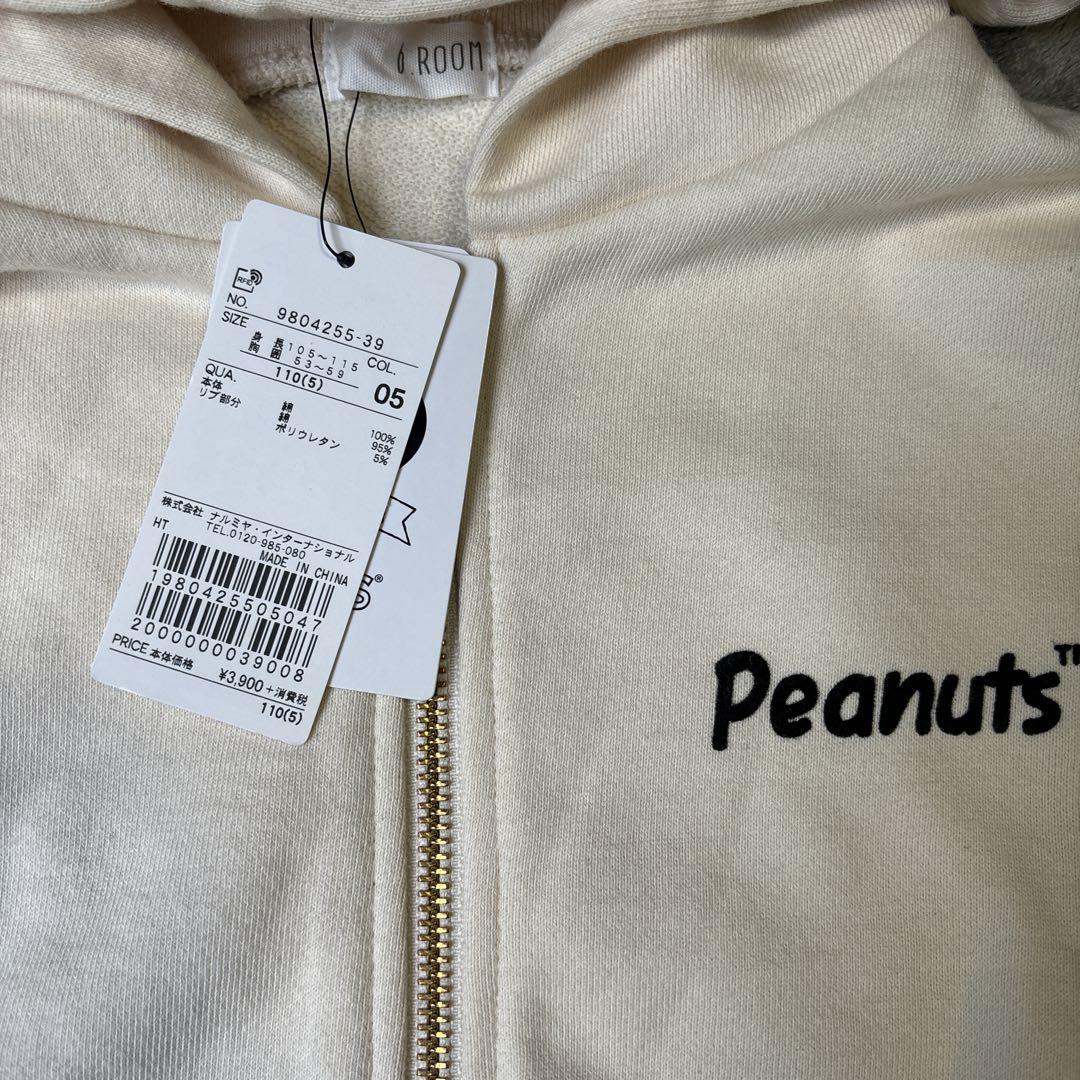 b.ROOM
RFID
NO. 9804255-39
SIZE 身長 105~115 COL.
胸囲 53~59
110(5) 05
QUA.
本体 綿 100%
リブ部分 綿 95%
ポリウレタン 5%
株式会社 ナルミヤ・インターナショナル
HT TEL.0120-985-080
MADE IN CHINA
1980425505047
2000000039008
PRICE 本体価格 ¥3,900+消費税
110(5)
S®
Peanuts™